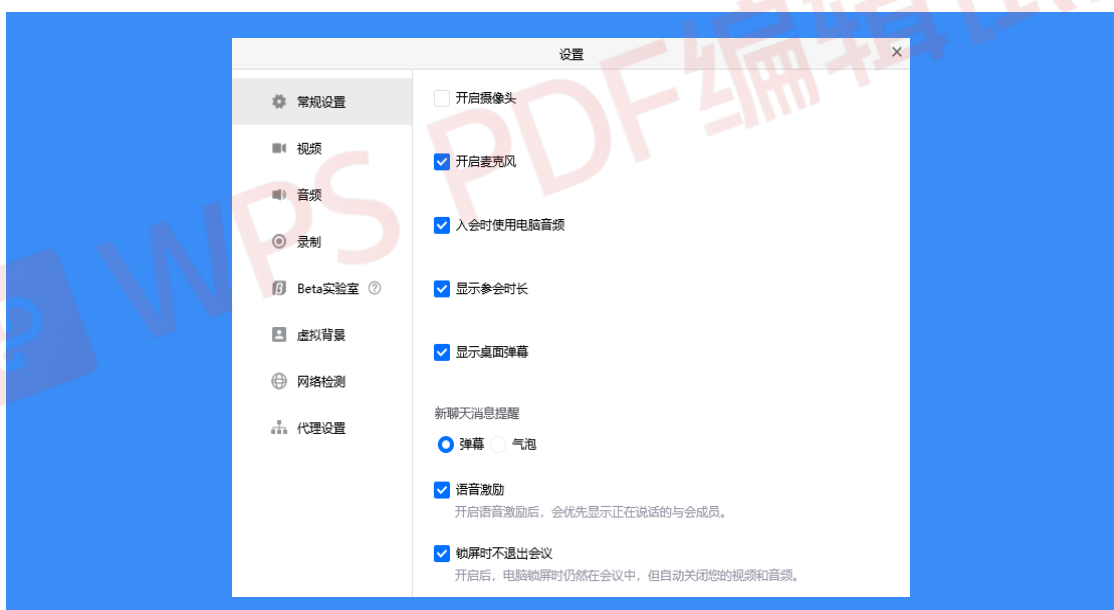 WPS PDF编辑
设置
常规设置
视频
音频
录制
Beta实验室
虚拟背景
网络检测
代理设置
开启摄像头
开启麦克风
入会时使用电脑音频
显示参会时长
显示桌面弹幕
新聊天消息提醒
弹幕 气泡
语音激励
开启语音激励后，会优先显示正在说话的与会成员。
锁屏时不退出会议
开启后，电脑锁屏时仍然在会议中，但自动关闭您的视频和音频。